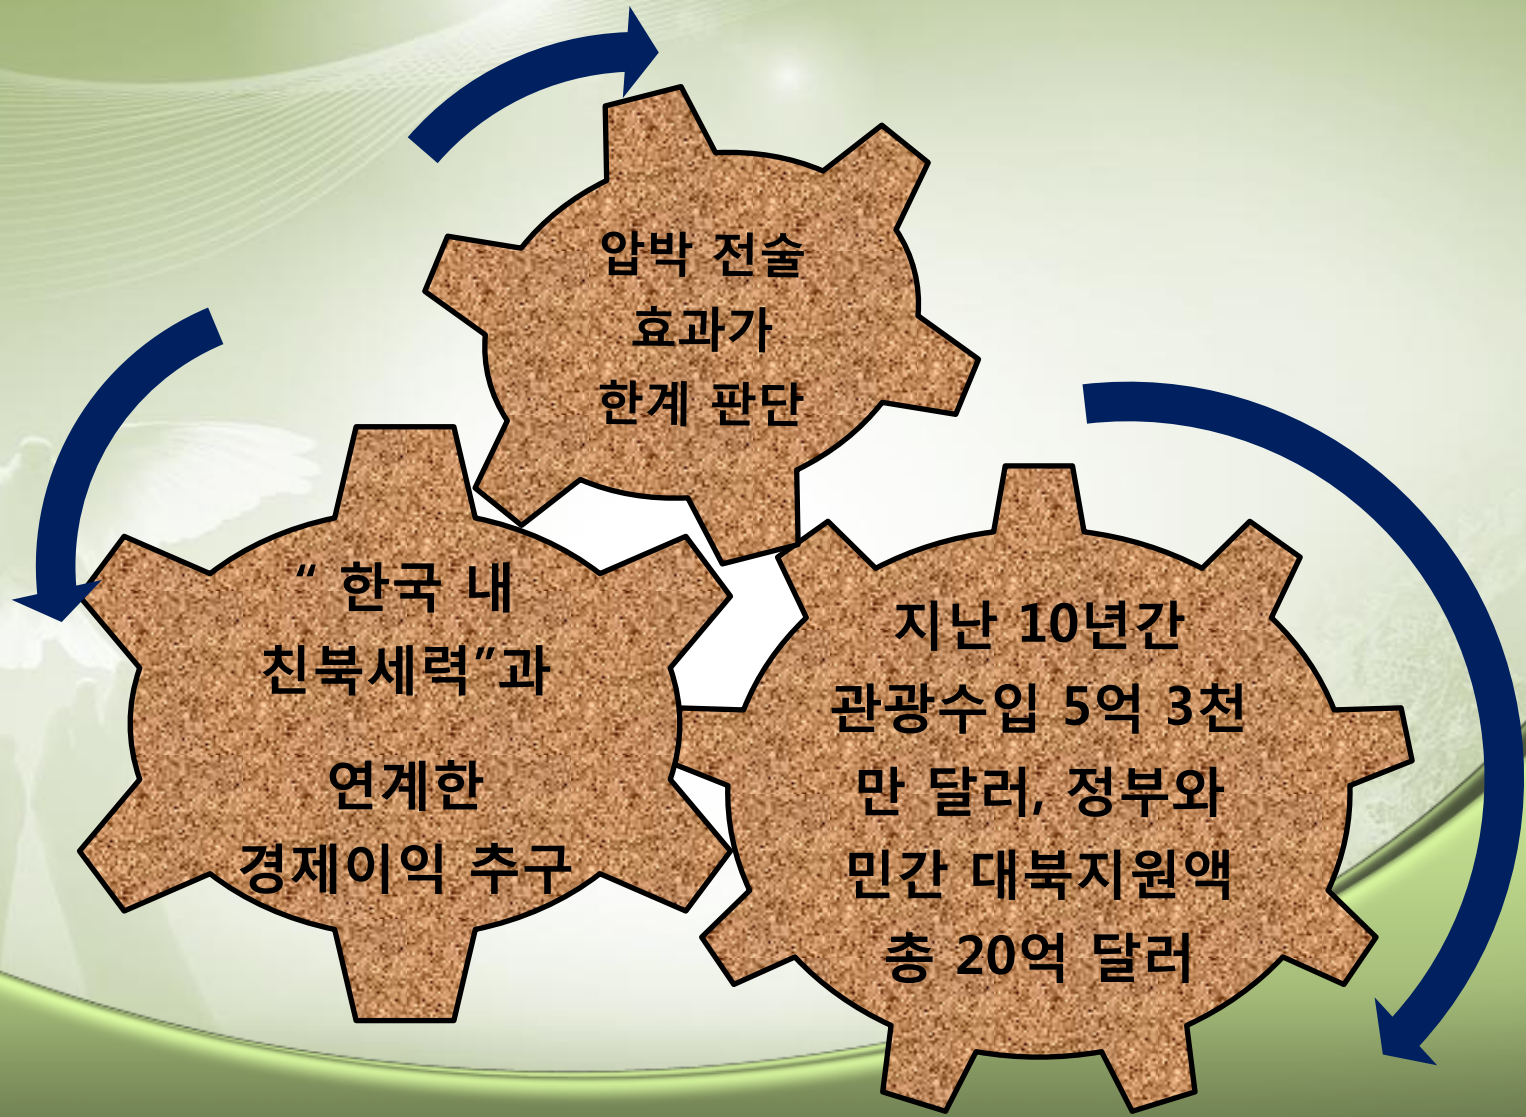 압박 전술
효과가
한계 판단
“ 한국 내
친북세력”과
연계한
경제이익 추구
지난 10년간
관광수입 5억 3천
만 달러, 정부와
민간 대북지원액
총 20억 달러